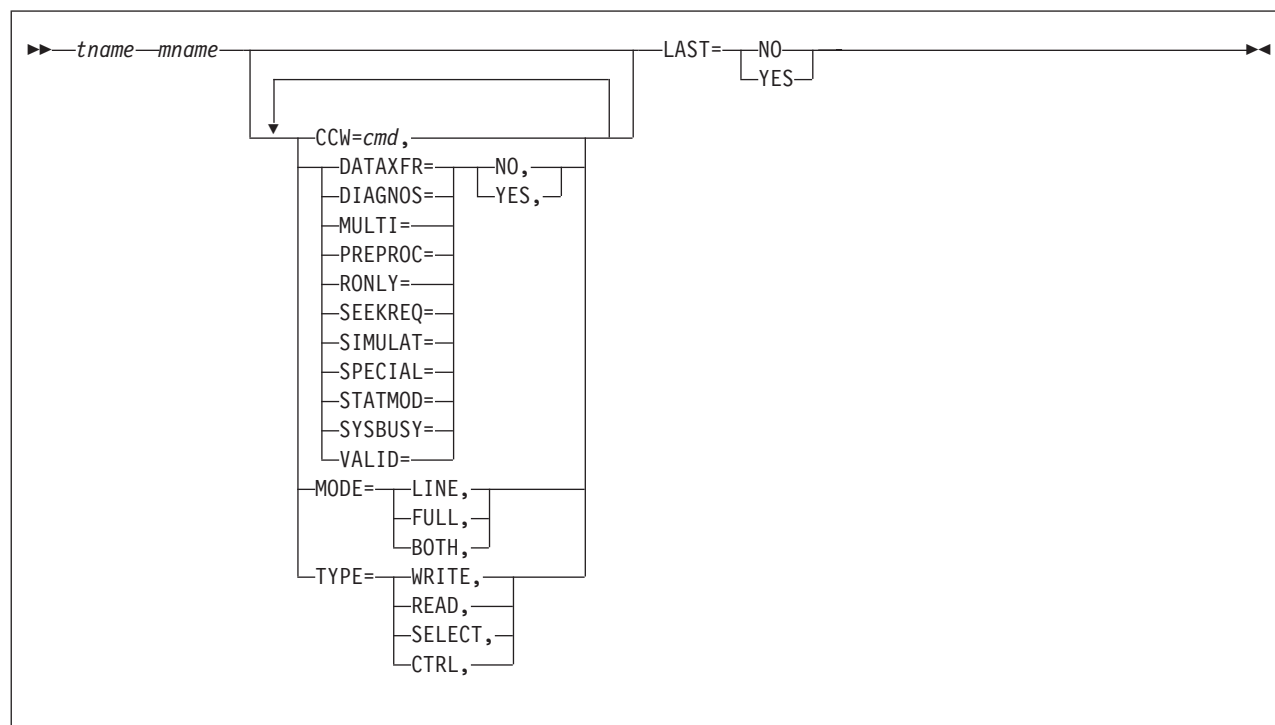 tname mname LAST= NO
YES
CCW=cmd,
DATAXFR= NO,
DIAGNOS= YES,
MULTI=
PREPROC=
RONLY=
SEEKREQ=
SIMULAT=
SPECIAL=
STATMOD=
SYSBUSY=
VALID=
MODE= LINE,
FULL,
BOTH,
TYPE= WRITE,
READ,
SELECT,
CTRL,